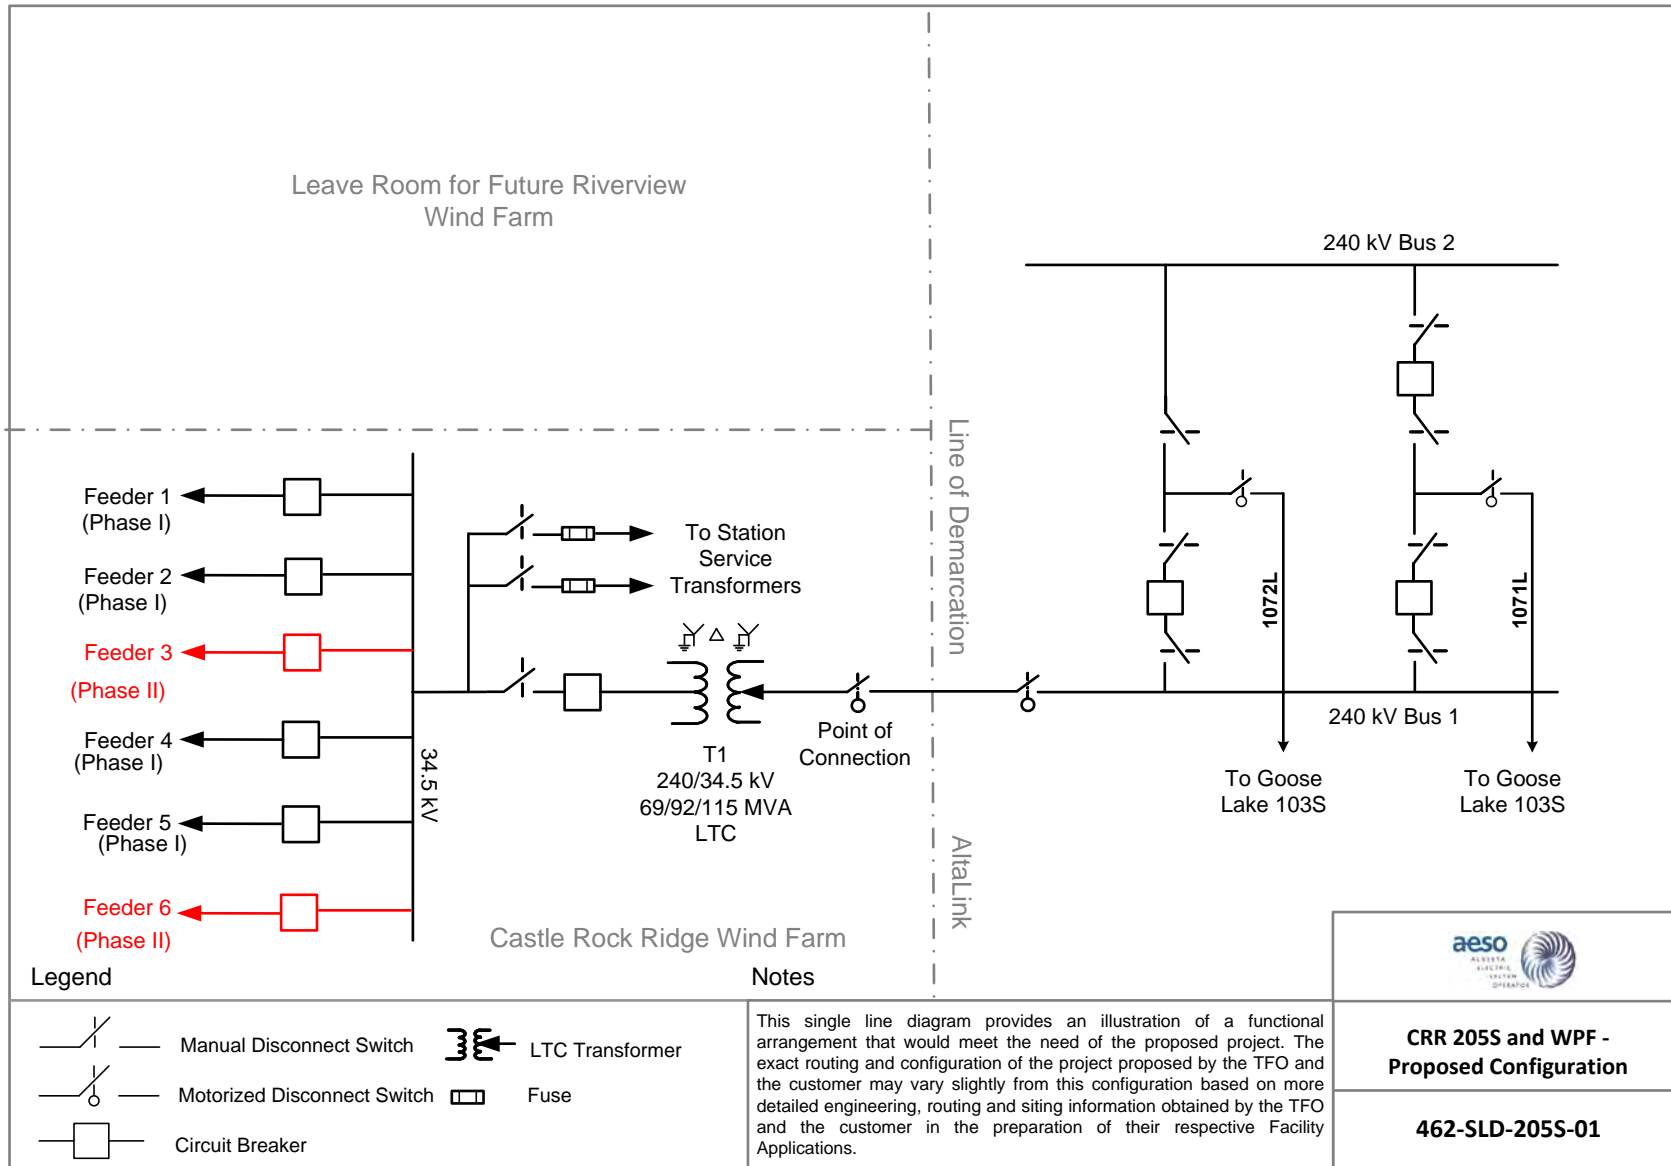 Leave Room for Future Riverview
Wind Farm
240 kV Bus 2
Line of Demarcation
AltaLink
Feeder 1
(Phase I)
Feeder 2
(Phase I)
Feeder 3
(Phase II)
Feeder 4
(Phase I)
Feeder 5
(Phase I)
Feeder 6
(Phase II)
34.5 kV
To Station
Service
Transformers
T1
240/34.5 kV
69/92/115 MVA
LTC
Point of
Connection
1072L
1071L
240 kV Bus 1
To Goose
Lake 103S
To Goose
Lake 103S
Castle Rock Ridge Wind Farm
Legend
Manual Disconnect Switch
LTC Transformer
Motorized Disconnect Switch
Fuse
Circuit Breaker
Notes
This single line diagram provides an illustration of a functional
arrangement that would meet the need of the proposed project. The
exact routing and configuration of the project proposed by the TFO and
the customer may vary slightly from this configuration based on more
detailed engineering, routing and siting information obtained by the TFO
and the customer in the preparation of their respective Facility
Applications.
aeso
ALBERTA
ELECTRIC
SYSTEM
OPERATOR
CRR 205S and WPF -
Proposed Configuration
462-SLD-205S-01